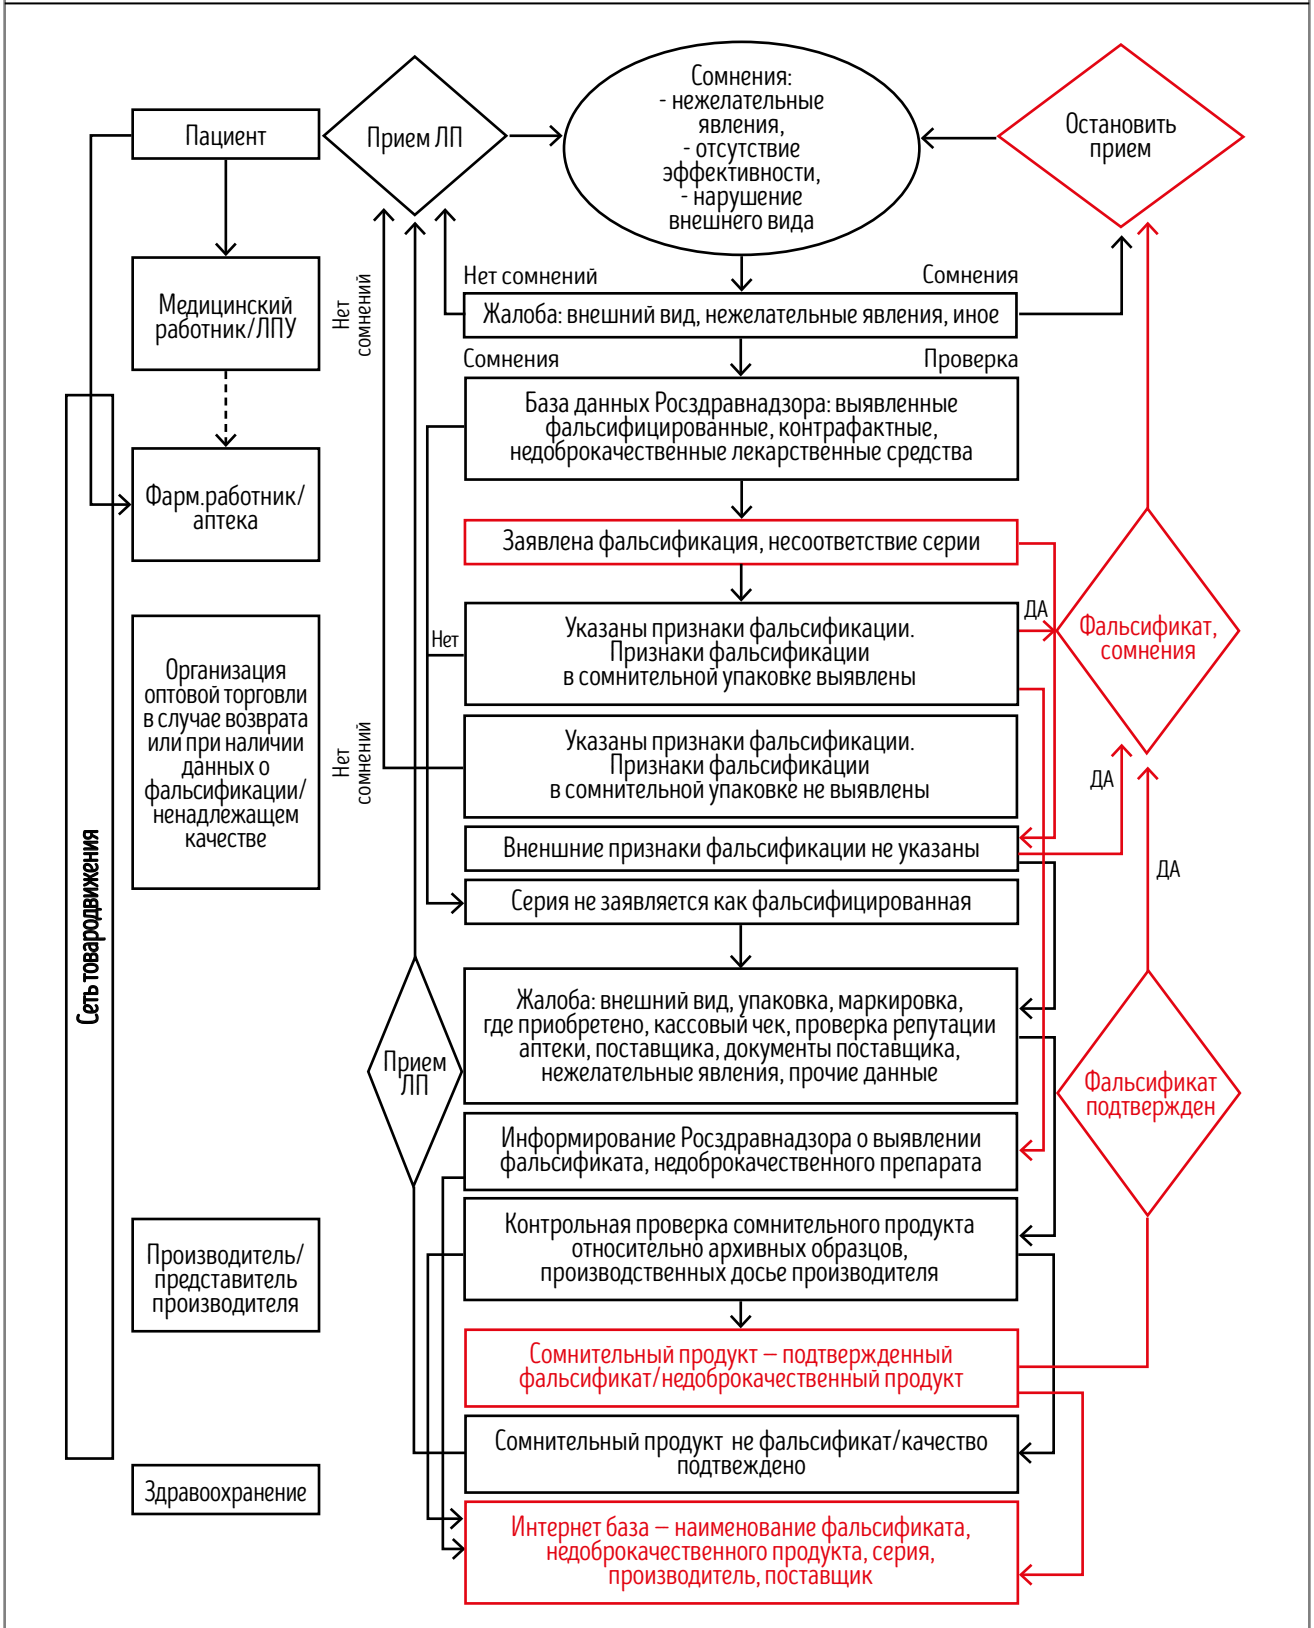 Пациент
Прием ЛП
Сомнения:
- нежелательные
явления,
- отсутствие
эффективности,
- нарушение
внешнего вида
Остановить
прием
Медицинский
работник/ЛПУ
Нет
сомнений
Нет сомнений
Сомнения
Жалоба: внешний вид, нежелательные явления, иное
Сомнения
Проверка
База данных Росздравнадзора: выявленные
фальсифицированные, контрафактные,
недоброкачественные лекарственные средства
Фарм.работник/
аптека
Заявлена фальсификация, несоответствие серии
Нет
Указаны признаки фальсификации.
Признаки фальсификации
в сомнительной упаковке выявлены
ДА
Фальсификат,
сомнения
Организация
оптовой торговли
в случае возврата
или при наличии
данных о
фальсификации/
ненадлежащем
качестве
Нет
сомнений
Указаны признаки фальсификации.
Признаки фальсификации
в сомнительной упаковке не выявлены
ДА
Вненшние признаки фальсификации не указаны
ДА
Серия не заявляется как фальсифицированная
Сеть товародвижения
Прием
ЛП
Жалоба: внешний вид, упаковка, маркировка,
где приобретено, кассовый чек, проверка репутации
аптеки, поставщика, документы поставщика,
нежелательные явления, прочие данные
Фальсификат
подтвержден
Информирование Росздравнадзора о выявлении
фальсификата, недоброкачественного препарата
Производитель/
представитель
производителя
Контрольная проверка сомнительного продукта
относительно архивных образцов,
производственных досье производителя
Сомнительный продукт – подтвержденный
фальсификат/недоброкачественный продукт
Сомнительный продукт не фальсификат/качество
подтвеждено
Здравоохранение
Интернет база – наименование фальсификата,
недоброкачественного продукта, серия,
производитель, поставщик